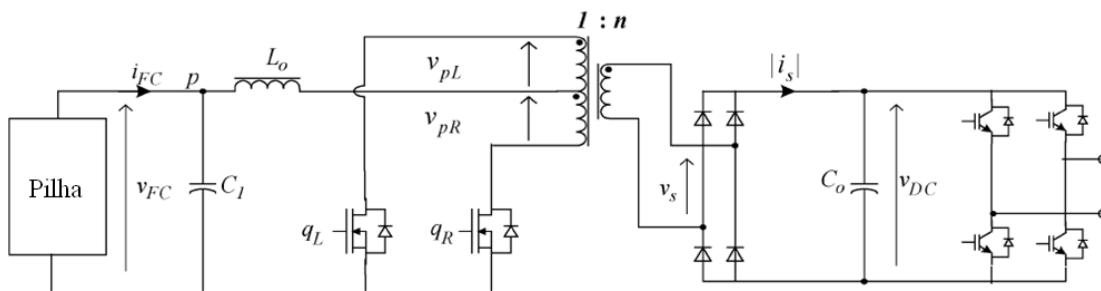 1 : n
i_FC
p
L_o
v_pL
v_pR
|i_s|
Pilha
v_FC
C_1
q_L
q_R
v_s
C_o
v_DC